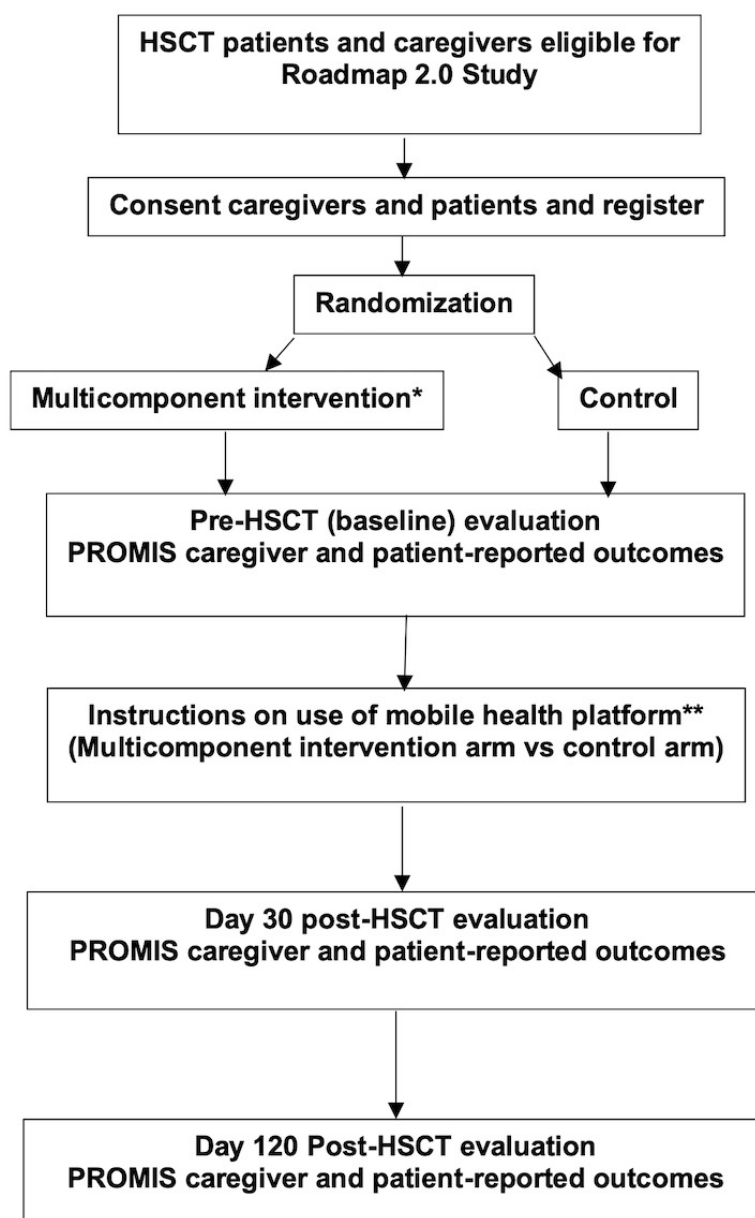 HSCT patients and caregivers eligible for
Roadmap 2.0 Study
Consent caregivers and patients and register
Randomization
Multicomponent intervention*
Control
Pre-HSCT (baseline) evaluation
PROMIS caregiver and patient-reported outcomes
Instructions on use of mobile health platform**
(Multicomponent intervention arm vs control arm)
Day 30 post-HSCT evaluation
PROMIS caregiver and patient-reported outcomes
Day 120 Post-HSCT evaluation
PROMIS caregiver and patient-reported outcomes